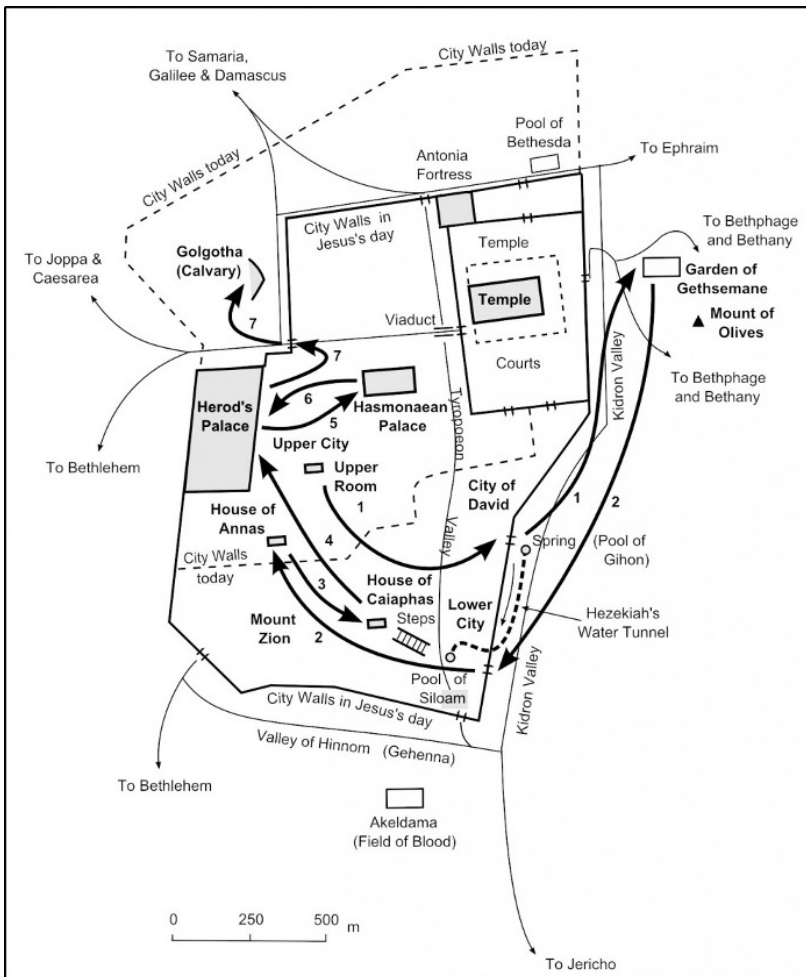 City Walls today
To Samaria,
Galilee & Damascus
Pool of
Bethesda
To Ephraim
Antonia
Fortress
City Walls today
City Walls in
Jesus's day
To Bethphage
and Bethany
Golgotha
(Calvary)
Temple
To Joppa &
Caesarea
Garden of
Gethsemane
Temple
Mount of
Olives
7
Viaduct
7
Courts
Kidron Valley
To Bethphage
and Bethany
6
Herod's
Palace
5
Hasmonaean
Palace
Tyropoeon
Upper City
To Bethlehem
Upper
Room
City of
David
1
1
2
House of
Annas
4
Valley
Spring
(Pool of
Gihon)
City Walls
today
3
House of
Caiaphas
Lower
City
Steps
Hezekiah's
Water Tunnel
Mount
Zion
2
Pool of
Siloam
Kidron Valley
City Walls in Jesus's day
Valley of Hinnom (Gehenna)
To Bethlehem
Akeldama
(Field of Blood)
0 250 500 m
To Jericho